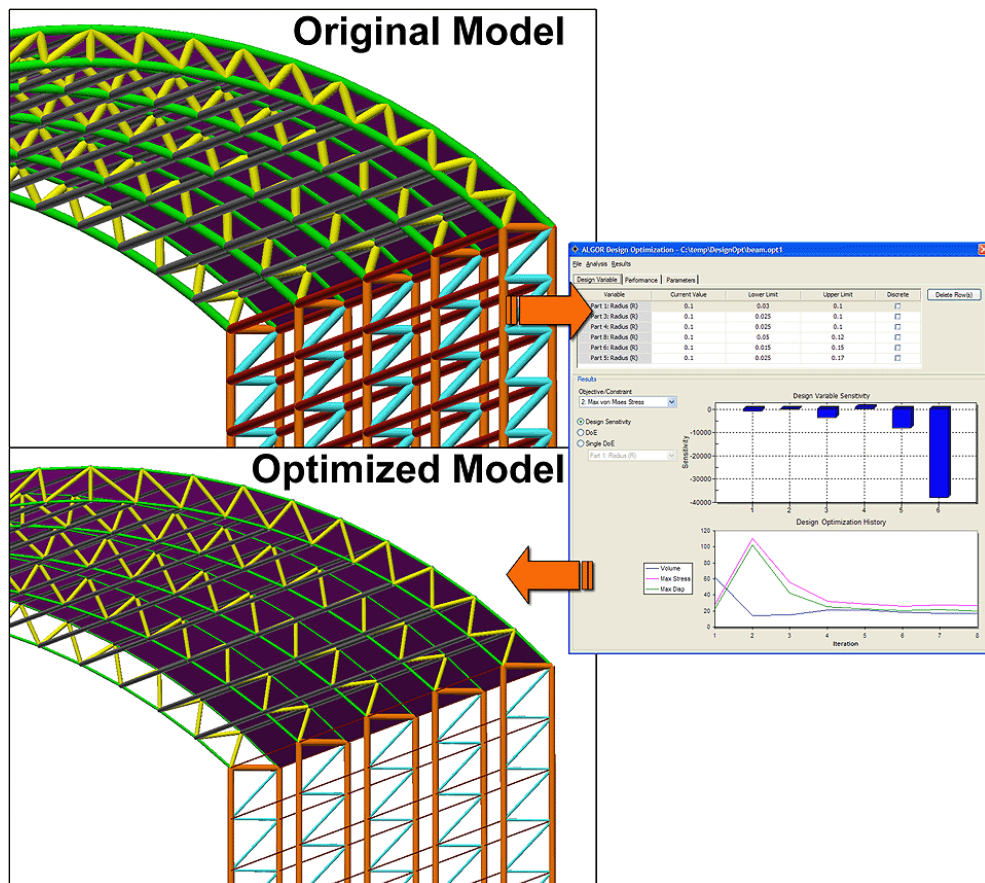 Original Model
ALGOR Design Optimization - C:\temp\DesignOpt\beam.opt1
File Analysis Results
Design Variable Performance Parameters
Variable Current Value Lower Limit Upper Limit Discrete
Delete Row(s)
Part 1: Radius (R) 0.1 0.03 0.1
Part 3: Radius (R) 0.1 0.025 0.1
Part 4: Radius (R) 0.1 0.025 0.1
Part 8: Radius (R) 0.1 0.05 0.12
Part 6: Radius (R) 0.1 0.015 0.15
Part 5: Radius (R) 0.1 0.025 0.17
Results
Objective/Constraint
2: Max von Mises Stress
Design Sensitivity
DoE
Single DoE
Part 1: Radius (R)
Design Variable Sensitivity
Sensitivity
0
-10000
-20000
-30000
-40000
1 2 3 4 5 6
Design Optimization History
Volume
Max Stress
Max Disp
120
100
80
60
40
20
0
1 2 3 4 5 6 7 8
Iteration
Optimized Model